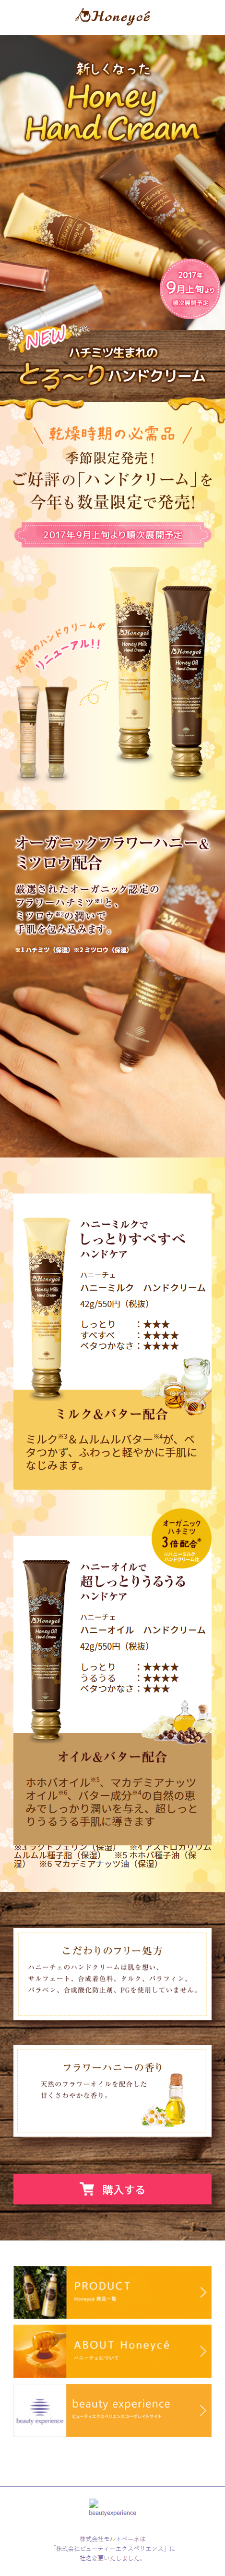 Honeycé
新しくなった
Honey
Hand Cream
2017年
9月上旬より
順次展開予定
NEW
ハチミツ生まれの
とろ〜りハンドクリーム
乾燥時期の必需品
季節限定発売!
ご好評の「ハンドクリーム」を
今年も数量限定で発売!
2017年9月上旬より順次展開予定
大好評のハンドクリームが
リニューアル!!
Honeycé
Honey Milk
Hand Cream
Honeycé
Honey Oil
Hand Cream
オーガニックフラワーハニー&
ミツロウ配合
厳選されたオーガニック認定の
フラワーハチミツ※1と、
ミツロウ※2の潤いで
手肌を包み込みます。
※1 ハチミツ（保湿）※2 ミツロウ（保湿）
ハニーミルクで
しっとりすべすべ
ハンドケア
ハニーチェ
ハニーミルク　ハンドクリーム
42g/550円（税抜）
しっとり　：★★★
すべすべ　：★★★★
ベタつかなさ：★★★★
ミルク&バター配合
ミルク※3＆ムルムルバター※4が、ベ
タつかず、ふわっと軽やかに手肌に
なじみます。
オーガニック
ハチミツ
3倍配合※
※ハニーミルク
ハンドクリーム比
ハニーオイルで
超しっとりうるうる
ハンドケア
ハニーチェ
ハニーオイル　ハンドクリーム
42g/550円（税抜）
しっとり　：★★★★
うるうる　：★★★★
ベタつかなさ：★★★
オイル&バター配合
ホホバオイル※5、マカデミアナッツ
オイル※6、バター成分※4の自然の恵
みでしっかり潤いを与え、超しっと
りうるうる手肌に導きます
※3 ラクトフェリン（保湿）　※4 アストロカリウム
ムルムル種子脂（保湿）　※5 ホホバ種子油（保
湿）　※6 マカデミアナッツ油（保湿）
こだわりのフリー処方
ハニーチェのハンドクリームは肌を想い、
サルフェート、合成着色料、タルク、パラフィン、
パラベン、合成酸化防止剤、PGを使用していません。
フラワーハニーの香り
天然のフラワーオイルを配合した
甘くさわやかな香り。
購入する
PRODUCT
Honeycé 商品一覧
ABOUT Honeycé
ハニーチェについて
beauty experience
beauty experience
ビューティーエクスペリエンスコーポレイトサイト
beautyexperience
株式会社モルトベーネは
「株式会社ビューティーエクスペリエンス」に
社名変更いたしました。